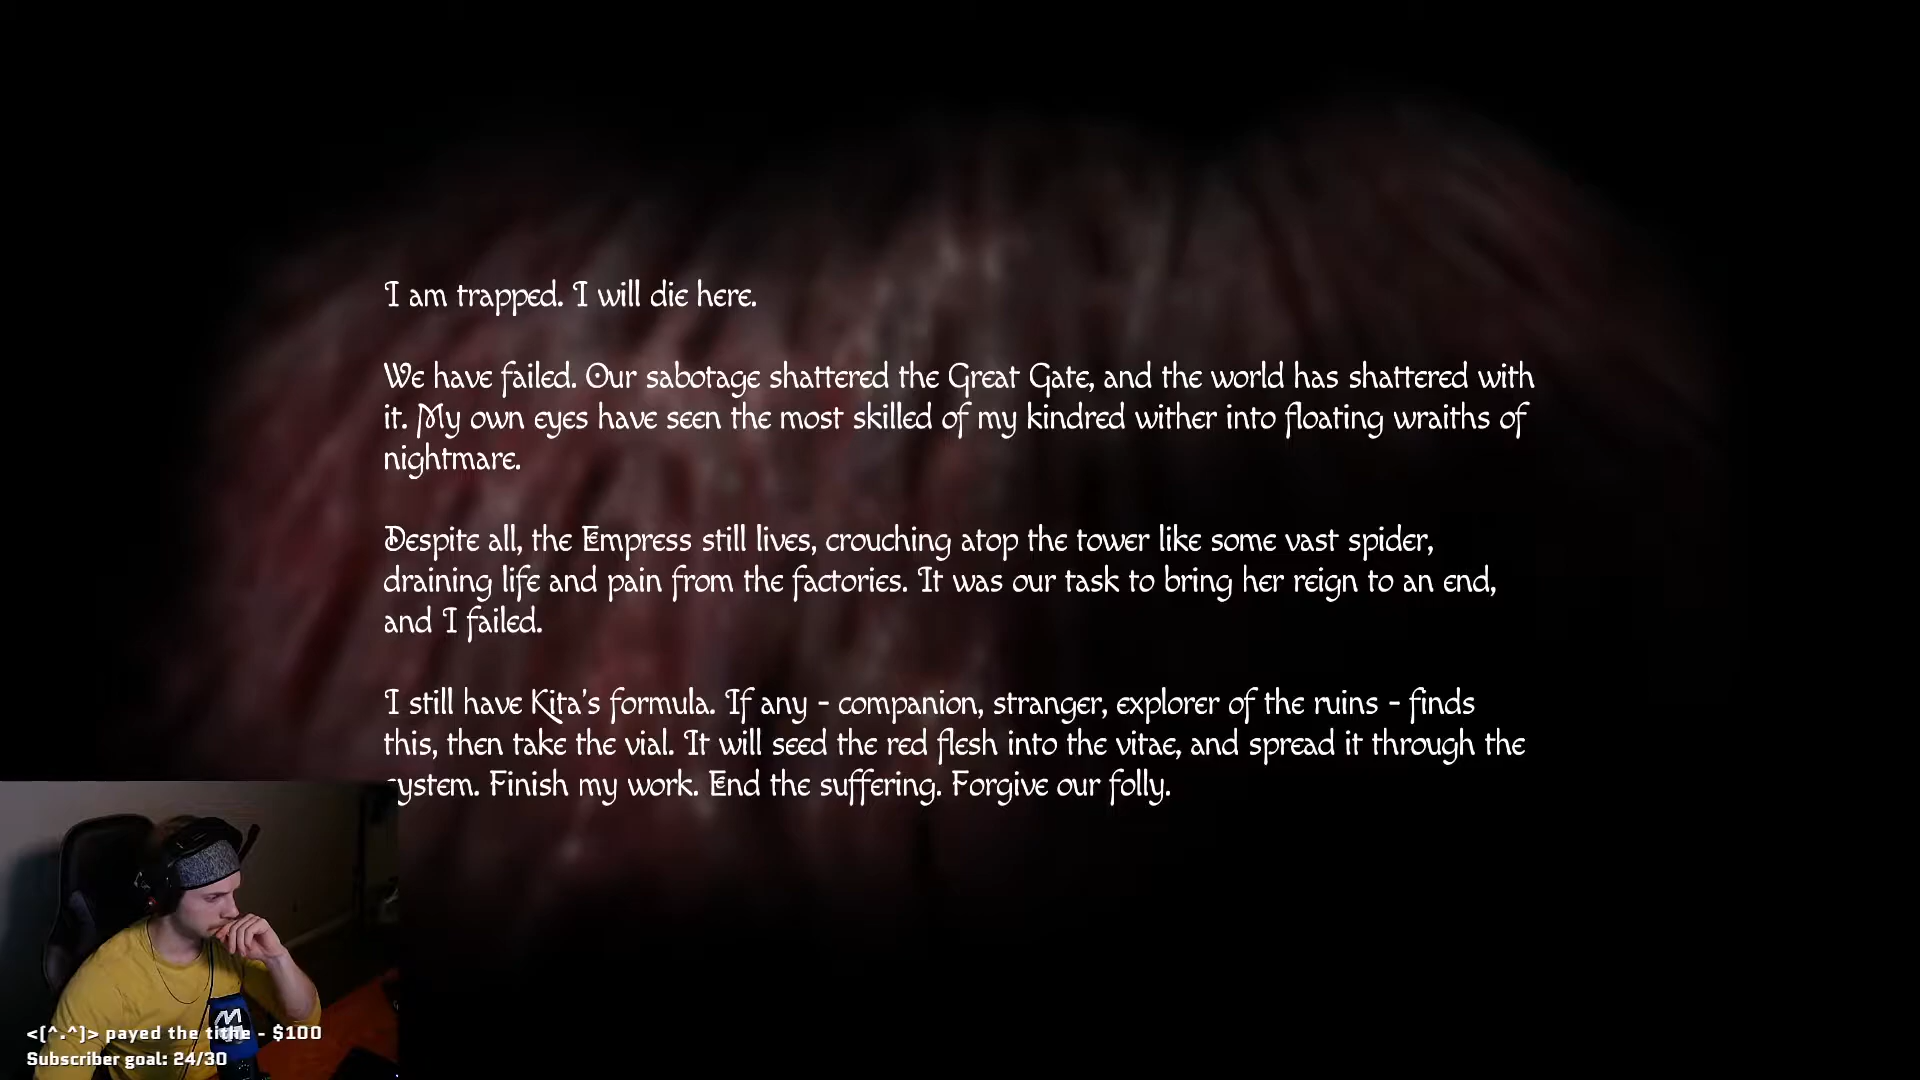 I am trapped. I will die here.
We have failed. Our sabotage shattered the Great Gate, and the world has shattered with
it. My own eyes have seen the most skilled of my kindred wither into floating wraiths of
nightmare.
Despite all, the Empress still lives, crouching atop the tower like some vast spider,
draining life and pain from the factories. It was our task to bring her reign to an end,
and I failed.
I still have Kita's formula. If any - companion, stranger, explorer of the ruins - finds
this, then take the vial. It will seed the red flesh into the vitae, and spread it through the
system. Finish my work. End the suffering. Forgive our folly.
<[^.^]> payed the tithe - $100
Subscriber goal: 24/30